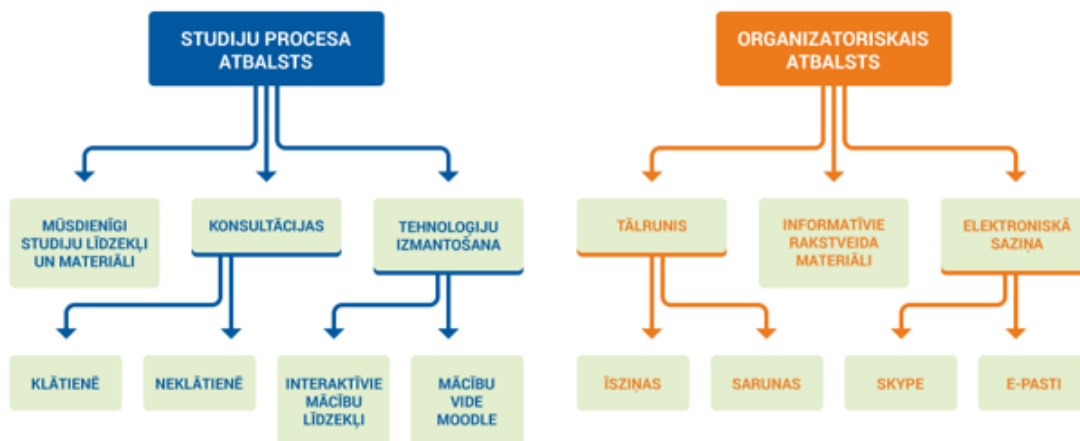 STUDIJU PROCESA
ATBALSTS
ORGANIZATORISKAIS
ATBALSTS
MŪSDIENĪGI
STUDIJU LĪDZEKĻI
UN MATERIĀLI
KONSULTĀCIJAS
TEHNOĻOĢIJU
IZMANTOŠANA
TĀLRUNIS
INFORMATĪVIE
RAKSTVEIDA
MATERIĀLI
ELEKTRONISKĀ
SAZIŅA
KLĀTIENĒ
NEKLĀTIENĒ
INTERAKTĪVIE
MĀCĪBU
LĪDZEKĻI
MĀCĪBU
VIDE
MOODLE
ĪSZIŅAS
SARUNAS
SKYPE
E-PASTI